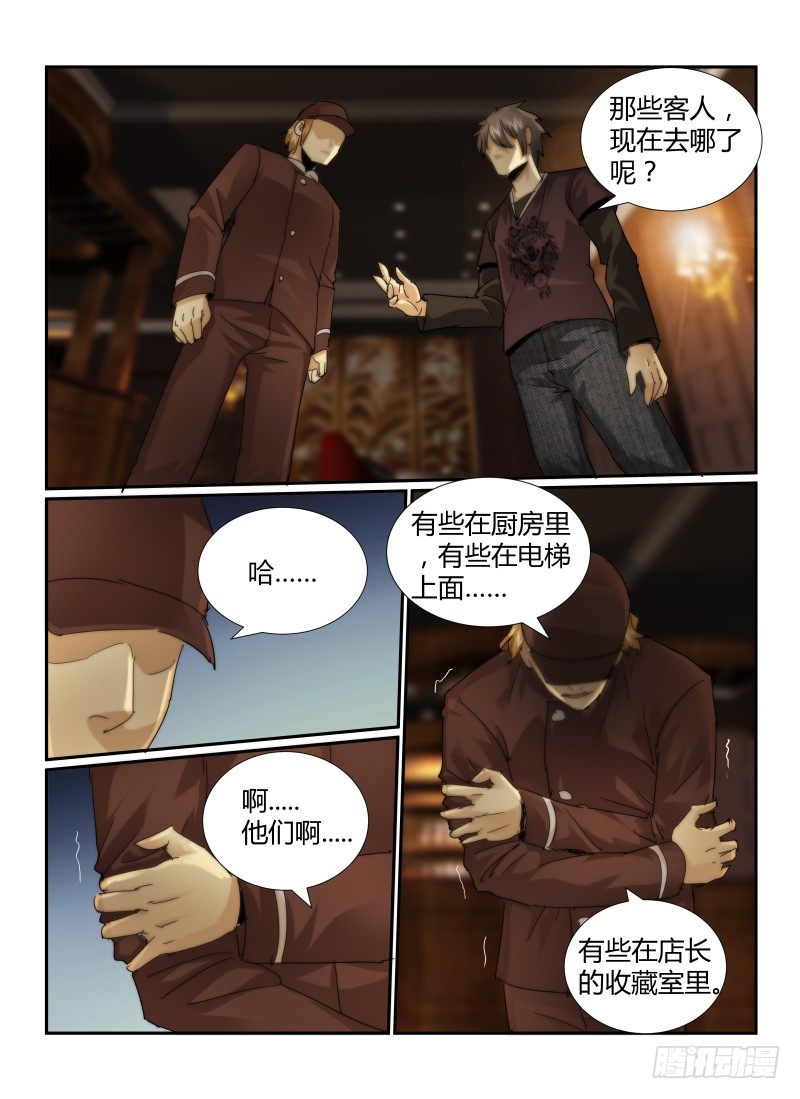 那些客人，
现在去哪了
呢？
哈……
啊.....
他们啊.....
有些在厨房里
，有些在电梯
上面……
有些在店长
的收藏室里。
腾讯动漫